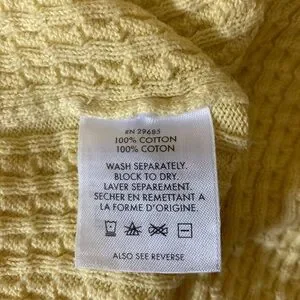 RN 29685
100% COTTON
100% COTON
WASH SEPARATELY.
BLOCK TO DRY.
LAVER SEPAREMENT.
SECHER EN REMETTANT A
LA FORME D'ORIGINE
ALSO SEE REVERSE